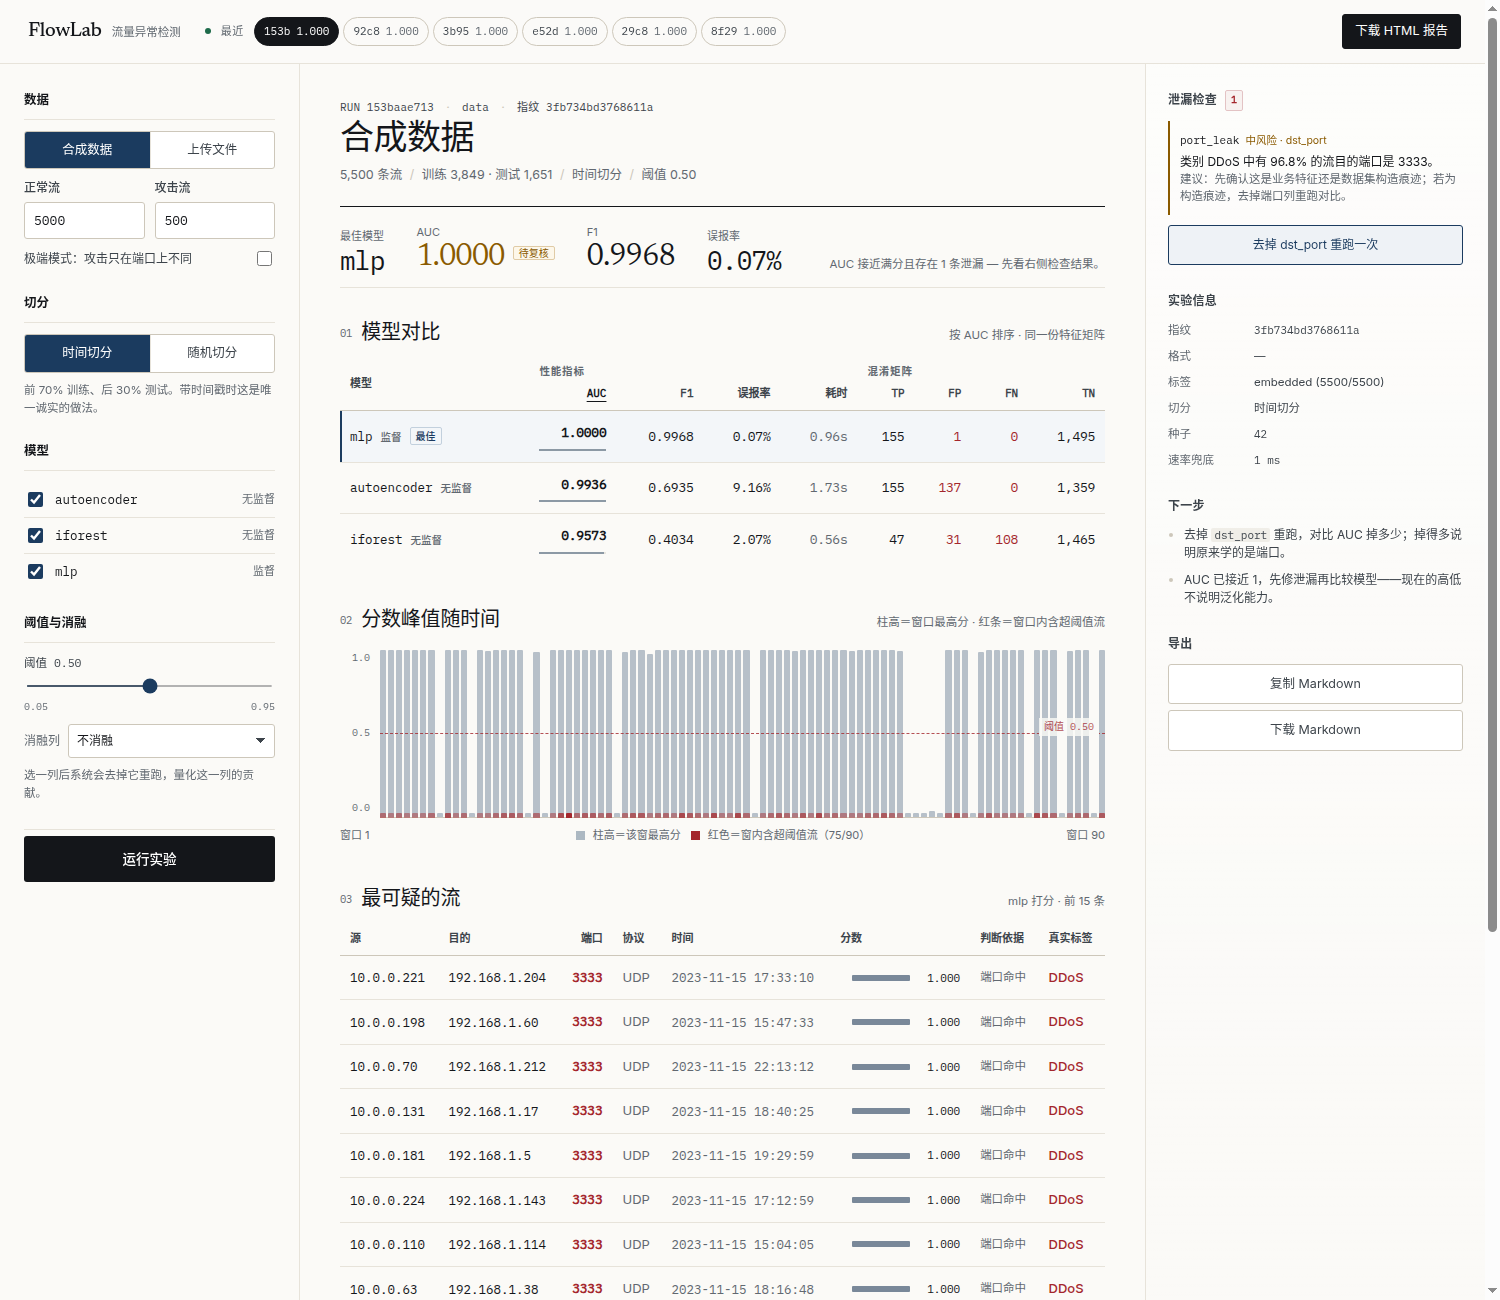 FlowLab 流量异常检测 最近 153b 1.000 92c8 1.000 3b95 1.000 e52d 1.000 29c8 1.000 8f29 1.000 下载 HTML 报告
数据
合成数据 上传文件
正常流 攻击流
5000 500
极端模式：攻击只在端口上不同
切分
时间切分 随机切分
前 70% 训练、后 30% 测试。带时间戳时这是唯
一诚实的做法。
模型
autoencoder 无监督
iforest 无监督
mlp 监督
阈值与消融
阈值 0.50
0.05 0.95
消融列 不消融
选一列后系统会去掉它重跑，量化这一列的贡
献。
运行实验
RUN 153baae713 · data · 指纹 3fb734bd3768611a
合成数据
5,500 条流 / 训练 3,849 · 测试 1,651 / 时间切分 / 阈值 0.50
最佳模型 AUC F1 误报率
mlp 1.0000 待复核 0.9968 0.07% AUC 接近满分且存在 1 条泄漏 — 先看右侧检查结果。
01 模型对比 按 AUC 排序 · 同一份特征矩阵
模型 性能指标 混淆矩阵
AUC F1 误报率 耗时 TP FP FN TN
mlp 监督 最佳 1.0000 0.9968 0.07% 0.96s 155 1 0 1,495
autoencoder 无监督 0.9936 0.6935 9.16% 1.73s 155 137 0 1,359
iforest 无监督 0.9573 0.4034 2.07% 0.56s 47 31 108 1,465
02 分数峰值随时间 柱高＝窗口最高分 · 红条＝窗口内含超阈值流
1.0
阈值 0.50
0.5
0.0
窗口 1 柱高＝该窗最高分 红色＝窗内含超阈值流（75/90） 窗口 90
03 最可疑的流 mlp 打分 · 前 15 条
源 目的 端口 协议 时间 分数 判断依据 真实标签
10.0.0.221 192.168.1.204 3333 UDP 2023-11-15 17:33:10 1.000 端口命中 DDoS
10.0.0.198 192.168.1.60 3333 UDP 2023-11-15 15:47:33 1.000 端口命中 DDoS
10.0.0.70 192.168.1.212 3333 UDP 2023-11-15 22:13:12 1.000 端口命中 DDoS
10.0.0.131 192.168.1.17 3333 UDP 2023-11-15 18:40:25 1.000 端口命中 DDoS
10.0.0.181 192.168.1.5 3333 UDP 2023-11-15 19:29:59 1.000 端口命中 DDoS
10.0.0.224 192.168.1.143 3333 UDP 2023-11-15 17:12:59 1.000 端口命中 DDoS
10.0.0.110 192.168.1.114 3333 UDP 2023-11-15 15:04:05 1.000 端口命中 DDoS
10.0.0.63 192.168.1.38 3333 UDP 2023-11-15 18:16:48 1.000 端口命中 DDoS
泄漏检查 1
port_leak 中风险 · dst_port
类别 DDoS 中有 96.8% 的流目的端口是 3333。
建议：先确认这是业务特征还是数据集构造痕迹；若为
构造痕迹，去掉端口列重跑对比。
去掉 dst_port 重跑一次
实验信息
指纹 3fb734bd3768611a
格式 —
标签 embedded (5500/5500)
切分 时间切分
种子 42
速率兜底 1 ms
下一步
去掉 dst_port 重跑，对比 AUC 掉多少；掉得多说
明原来学的是端口。
AUC 已接近 1，先修泄漏再比较模型——现在的高低
不说明泛化能力。
导出
复制 Markdown
下载 Markdown